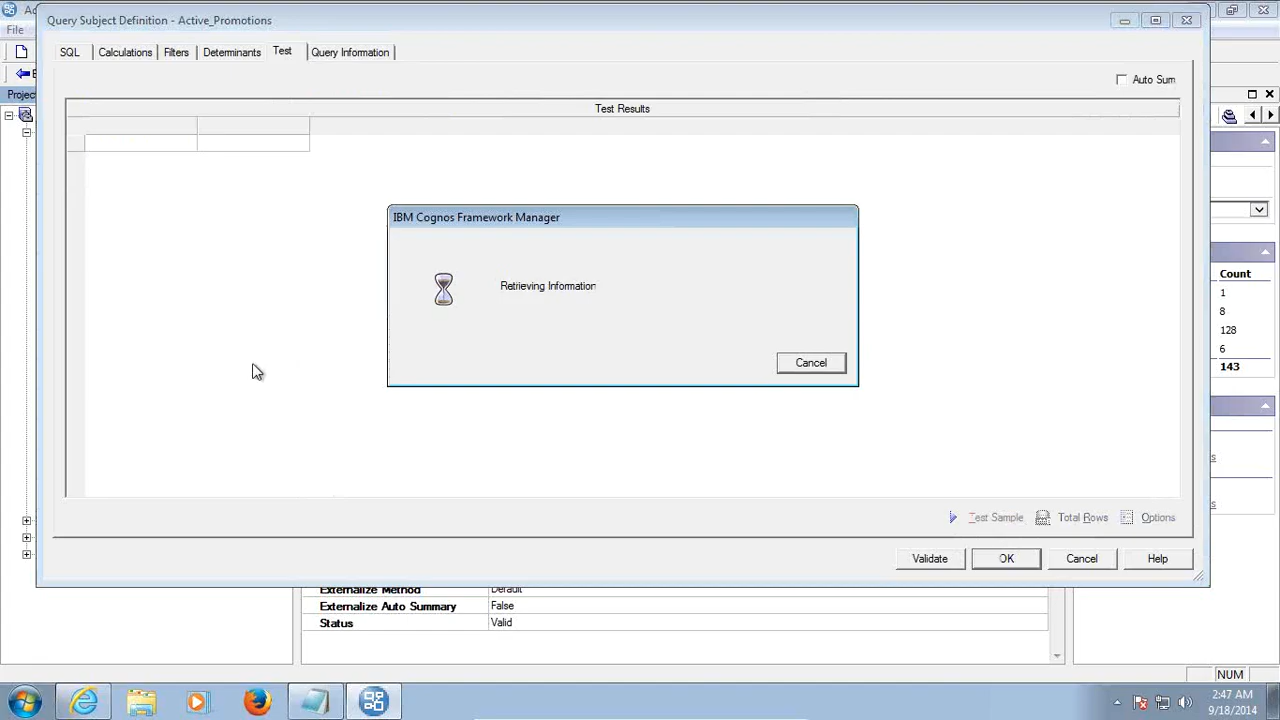 Query Subject Definition - Active_Promotions
File
SQL
Calculations
Filters
Determinants
Test
Query Information
Auto Sum
Projec
Test Results
IBM Cognos Framework Manager
Retrieving Information
Cancel
Count
1
8
128
6
143
Test Sample
Total Rows
Options
Validate
OK
Cancel
Help
Externalize Method
Default
Externalize Auto Summary
False
Status
Valid
NUM
2:47 AM
9/18/2014